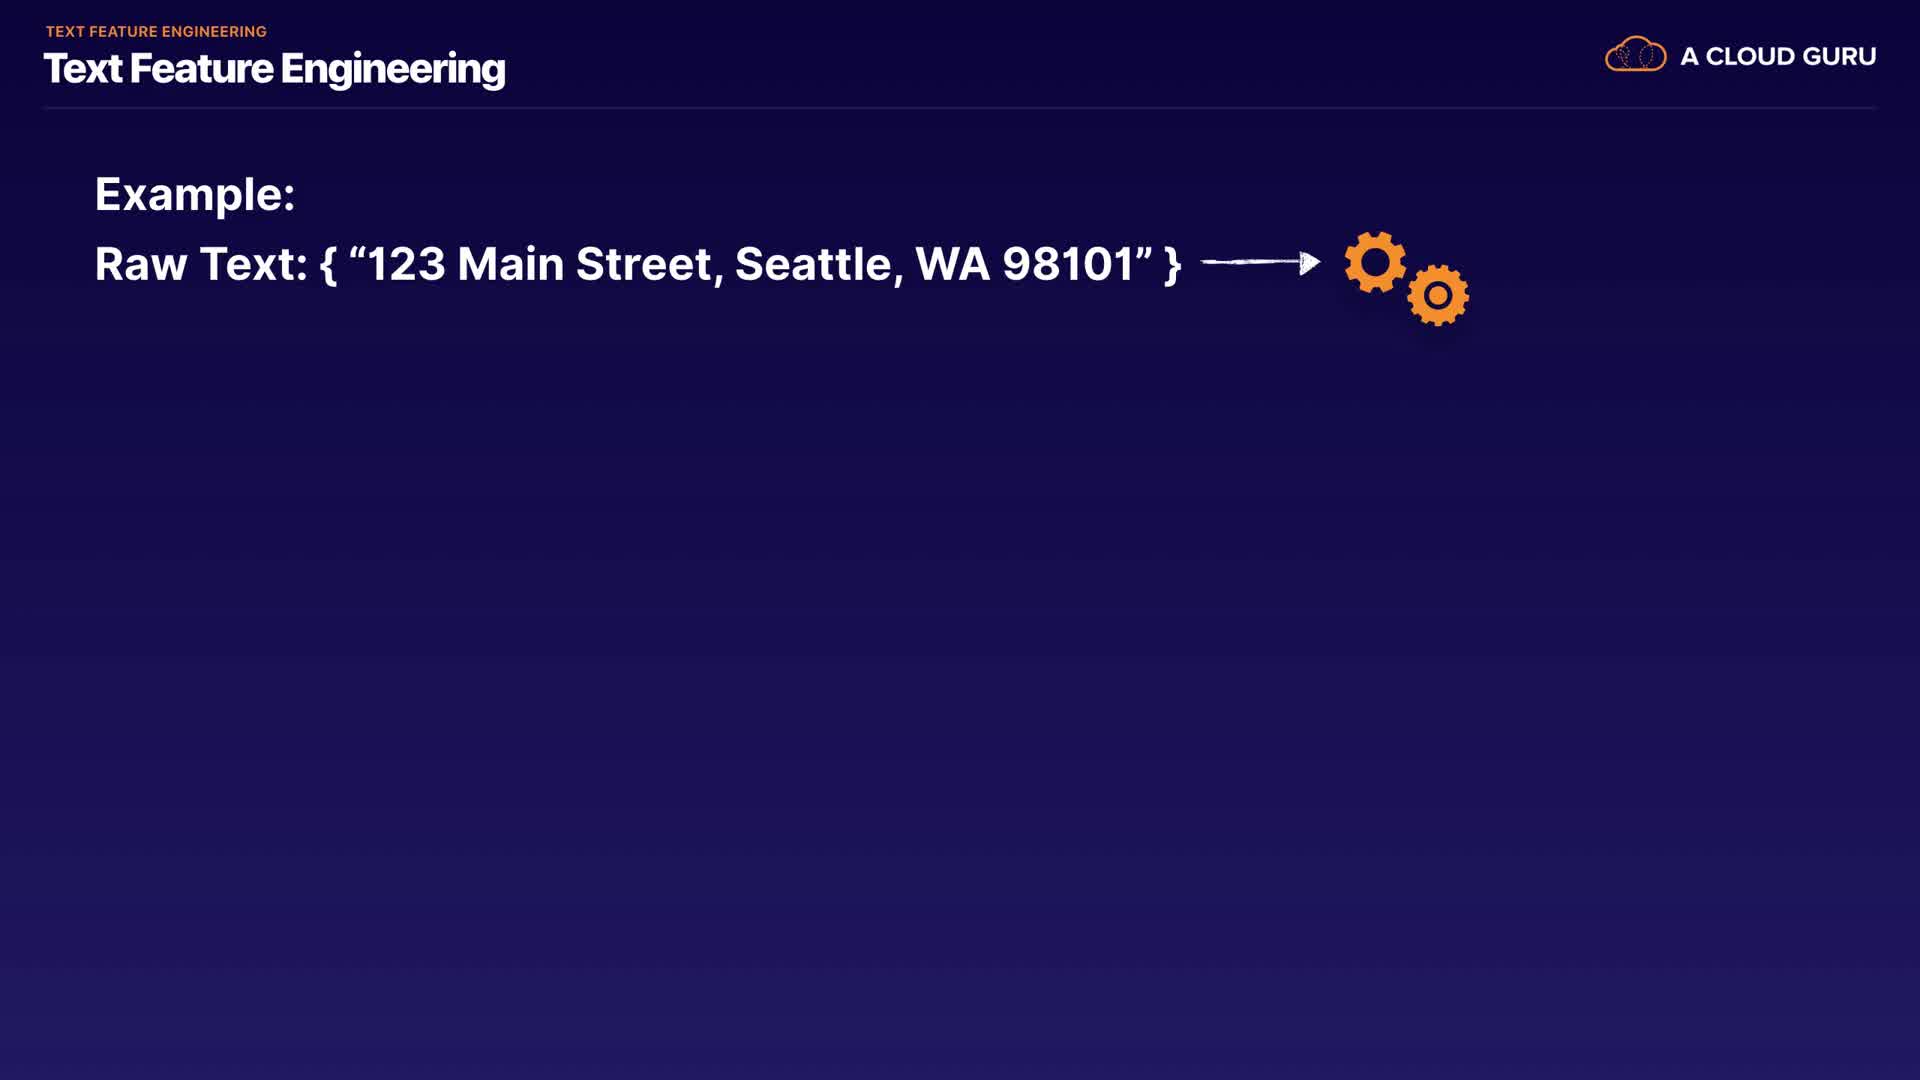 TEXT FEATURE ENGINEERING
Text Feature Engineering
A CLOUD GURU
Example:
Raw Text: { “123 Main Street, Seattle, WA 98101” }